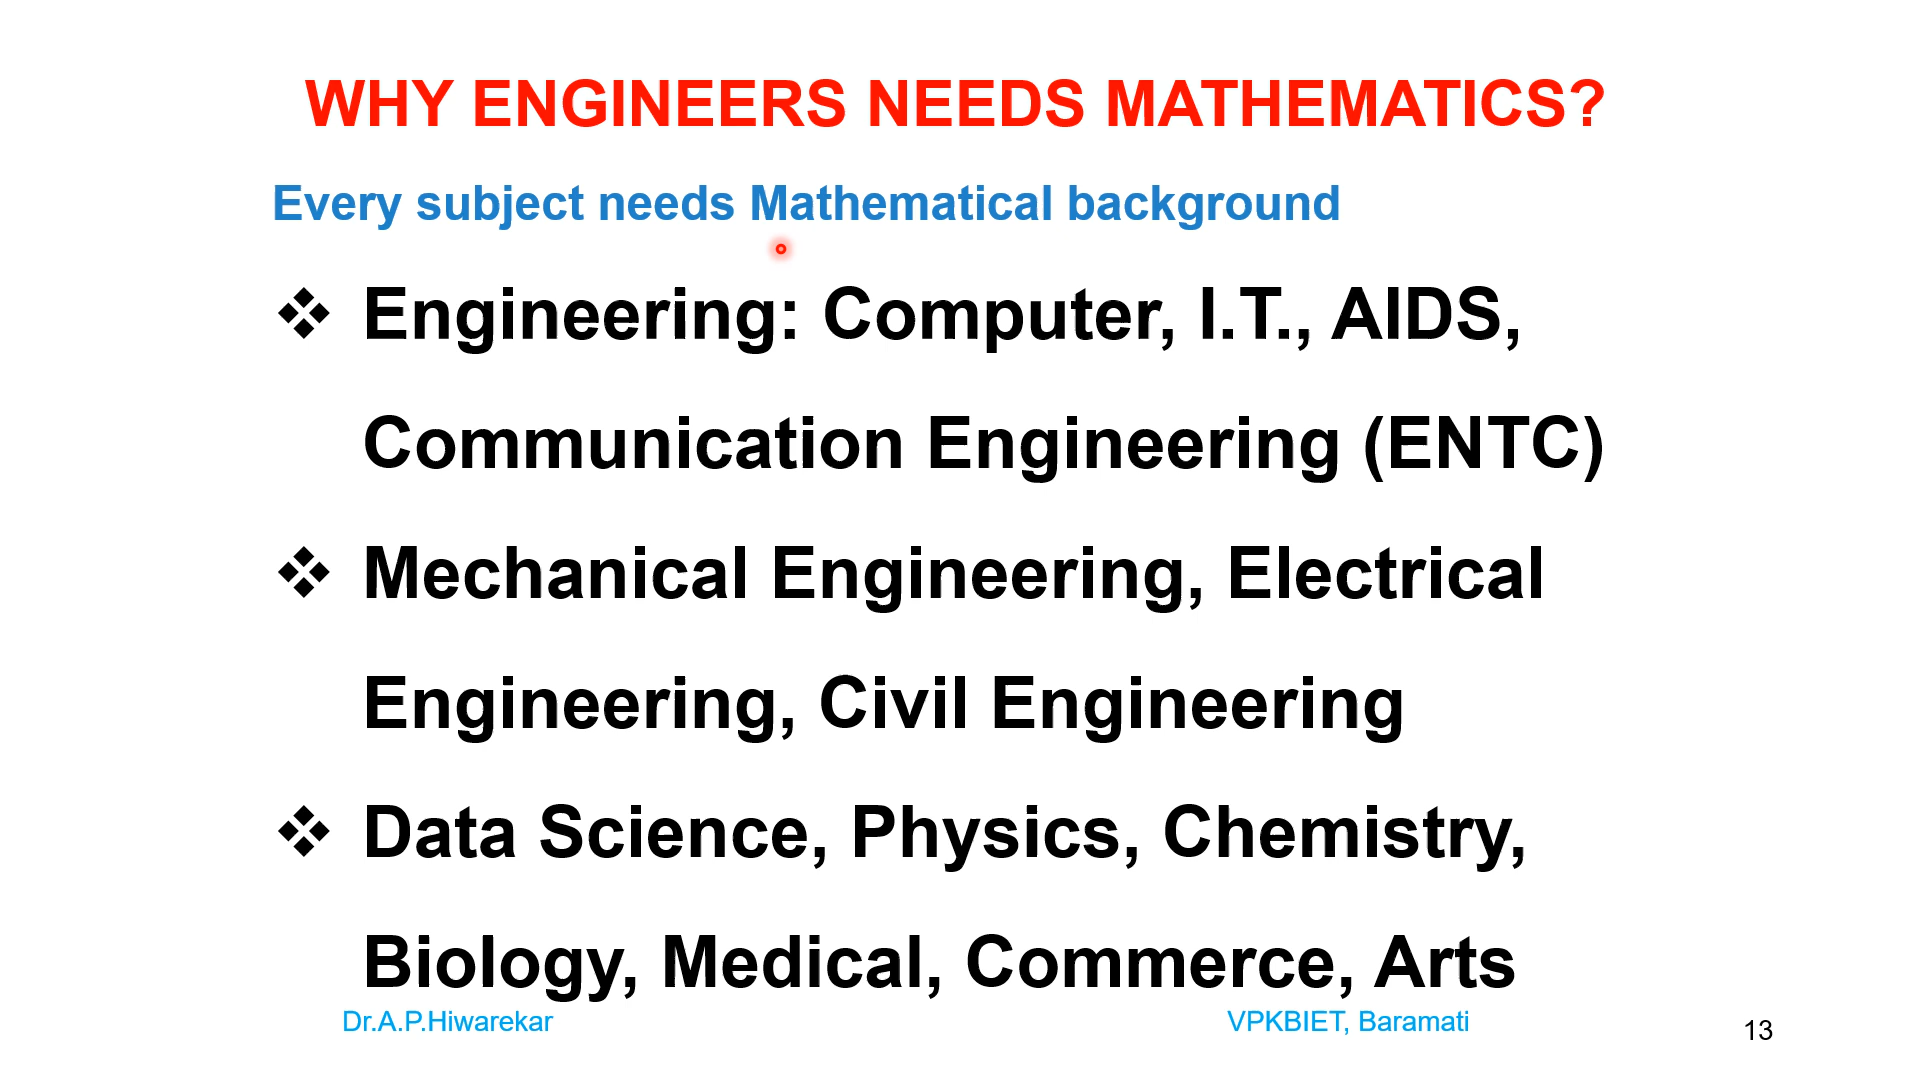 WHY ENGINEERS NEEDS MATHEMATICS?
Every subject needs Mathematical background
❖ Engineering: Computer, I.T., AIDS,
Communication Engineering (ENTC)
❖ Mechanical Engineering, Electrical
Engineering, Civil Engineering
❖ Data Science, Physics, Chemistry,
Biology, Medical, Commerce, Arts
Dr.A.P.Hiwarekar
VPKBIET, Baramati
13